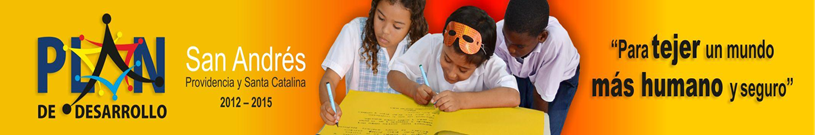 PLAN
DE DESARROLLO
San Andrés
Providencia y Santa Catalina
2012 – 2015
“Para tejer un mundo
más humano y seguro”